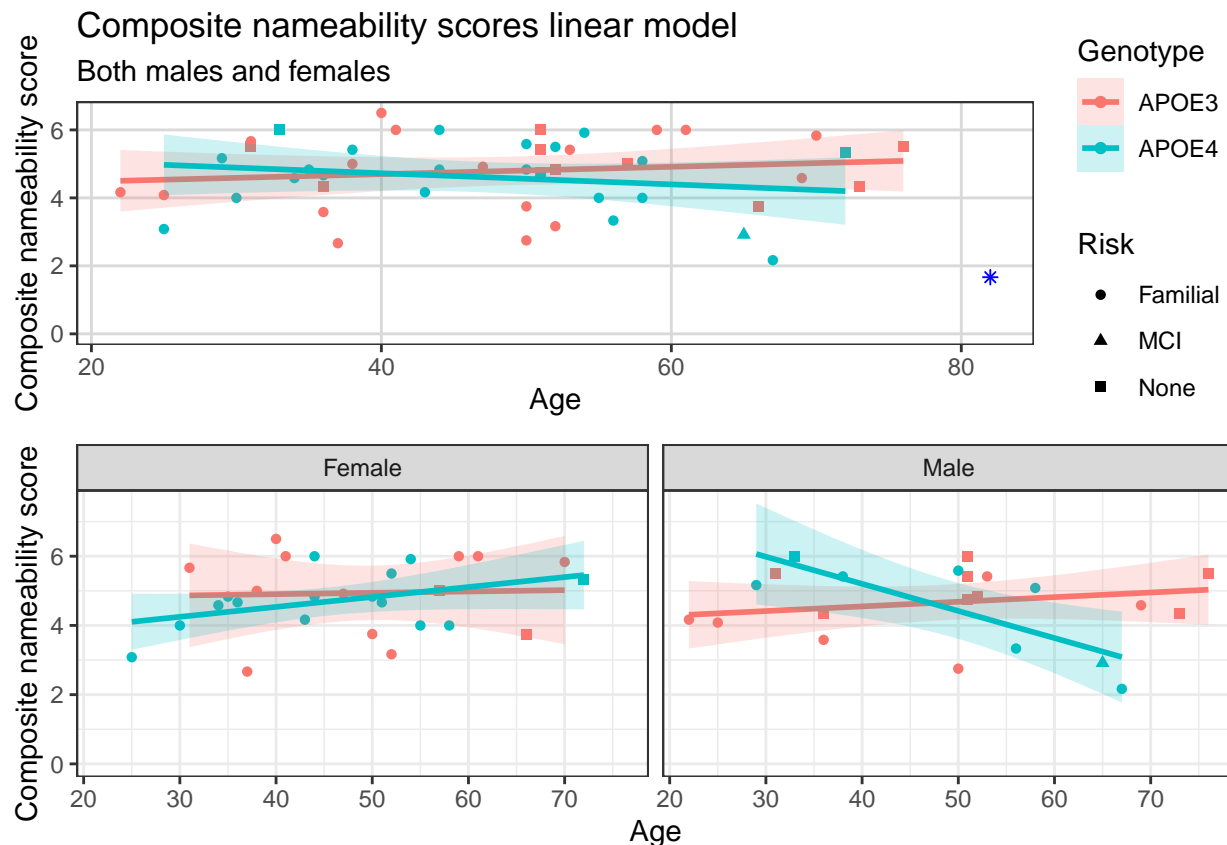 Composite nameability scores linear model
Both males and females
Composite nameability score
6
4
2
0
20
40
60
80
Age
Genotype
APOE3
APOE4
Risk
Familial
MCI
None
Female
Male
Composite nameability score
6
4
2
0
20
30
40
50
60
70
20
30
40
50
60
70
Age